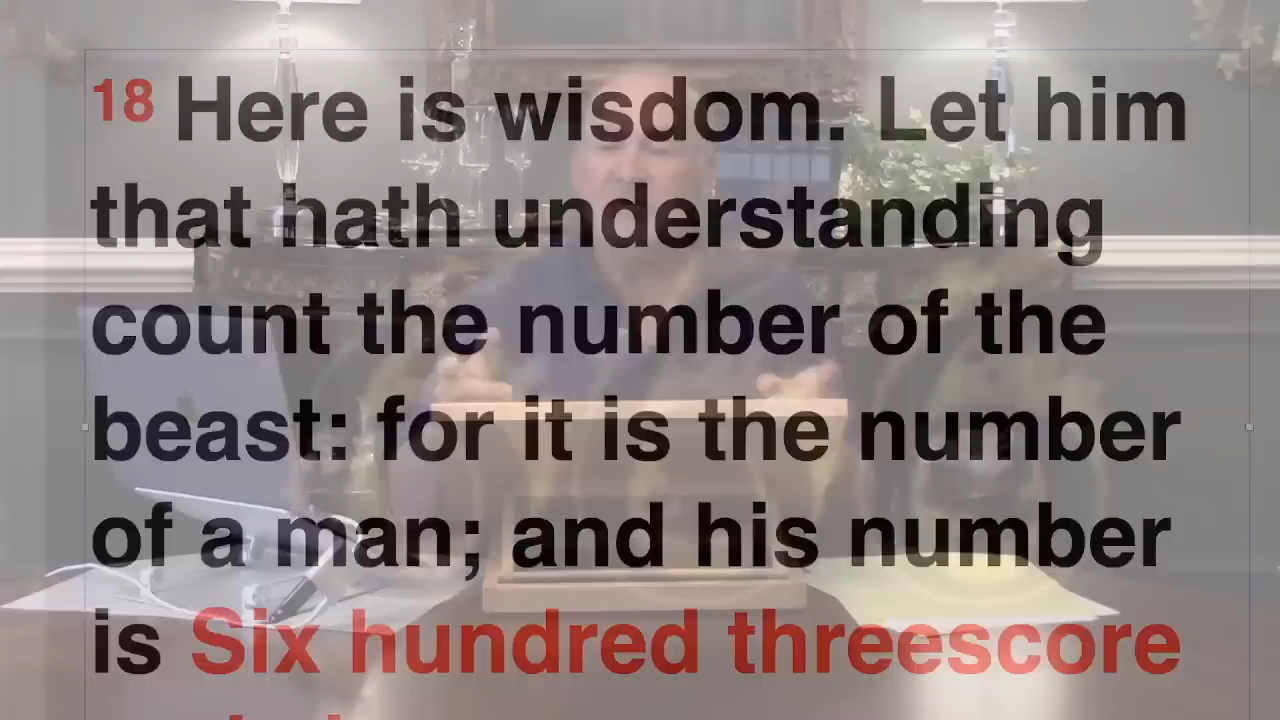 18 Here is wisdom. Let him
that hath understanding
count the number of the
beast: for it is the number
of a man; and his number
is Six hundred threescore